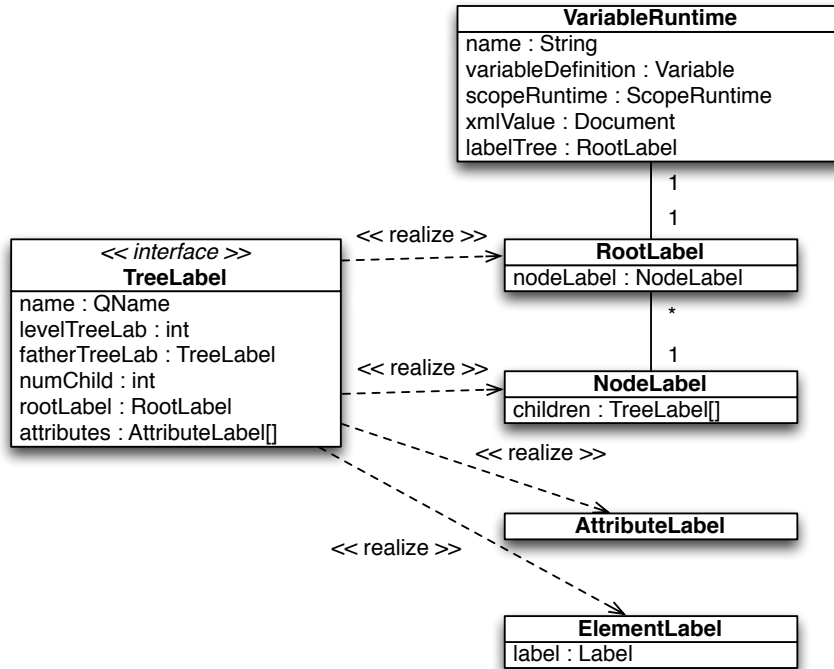 VariableRuntime
name : String
variableDefinition : Variable
scopeRuntime : ScopeRuntime
xmlValue : Document
labelTree : RootLabel
1
1
<< realize >>
<< interface >>
TreeLabel
name : QName
levelTreeLab : int
fatherTreeLab : TreeLabel
numChild : int
rootLabel : RootLabel
attributes : AttributeLabel[]
RootLabel
nodeLabel : NodeLabel
*
1
<< realize >>
NodeLabel
children : TreeLabel[]
<< realize >>
AttributeLabel
<< realize >>
ElementLabel
label : Label